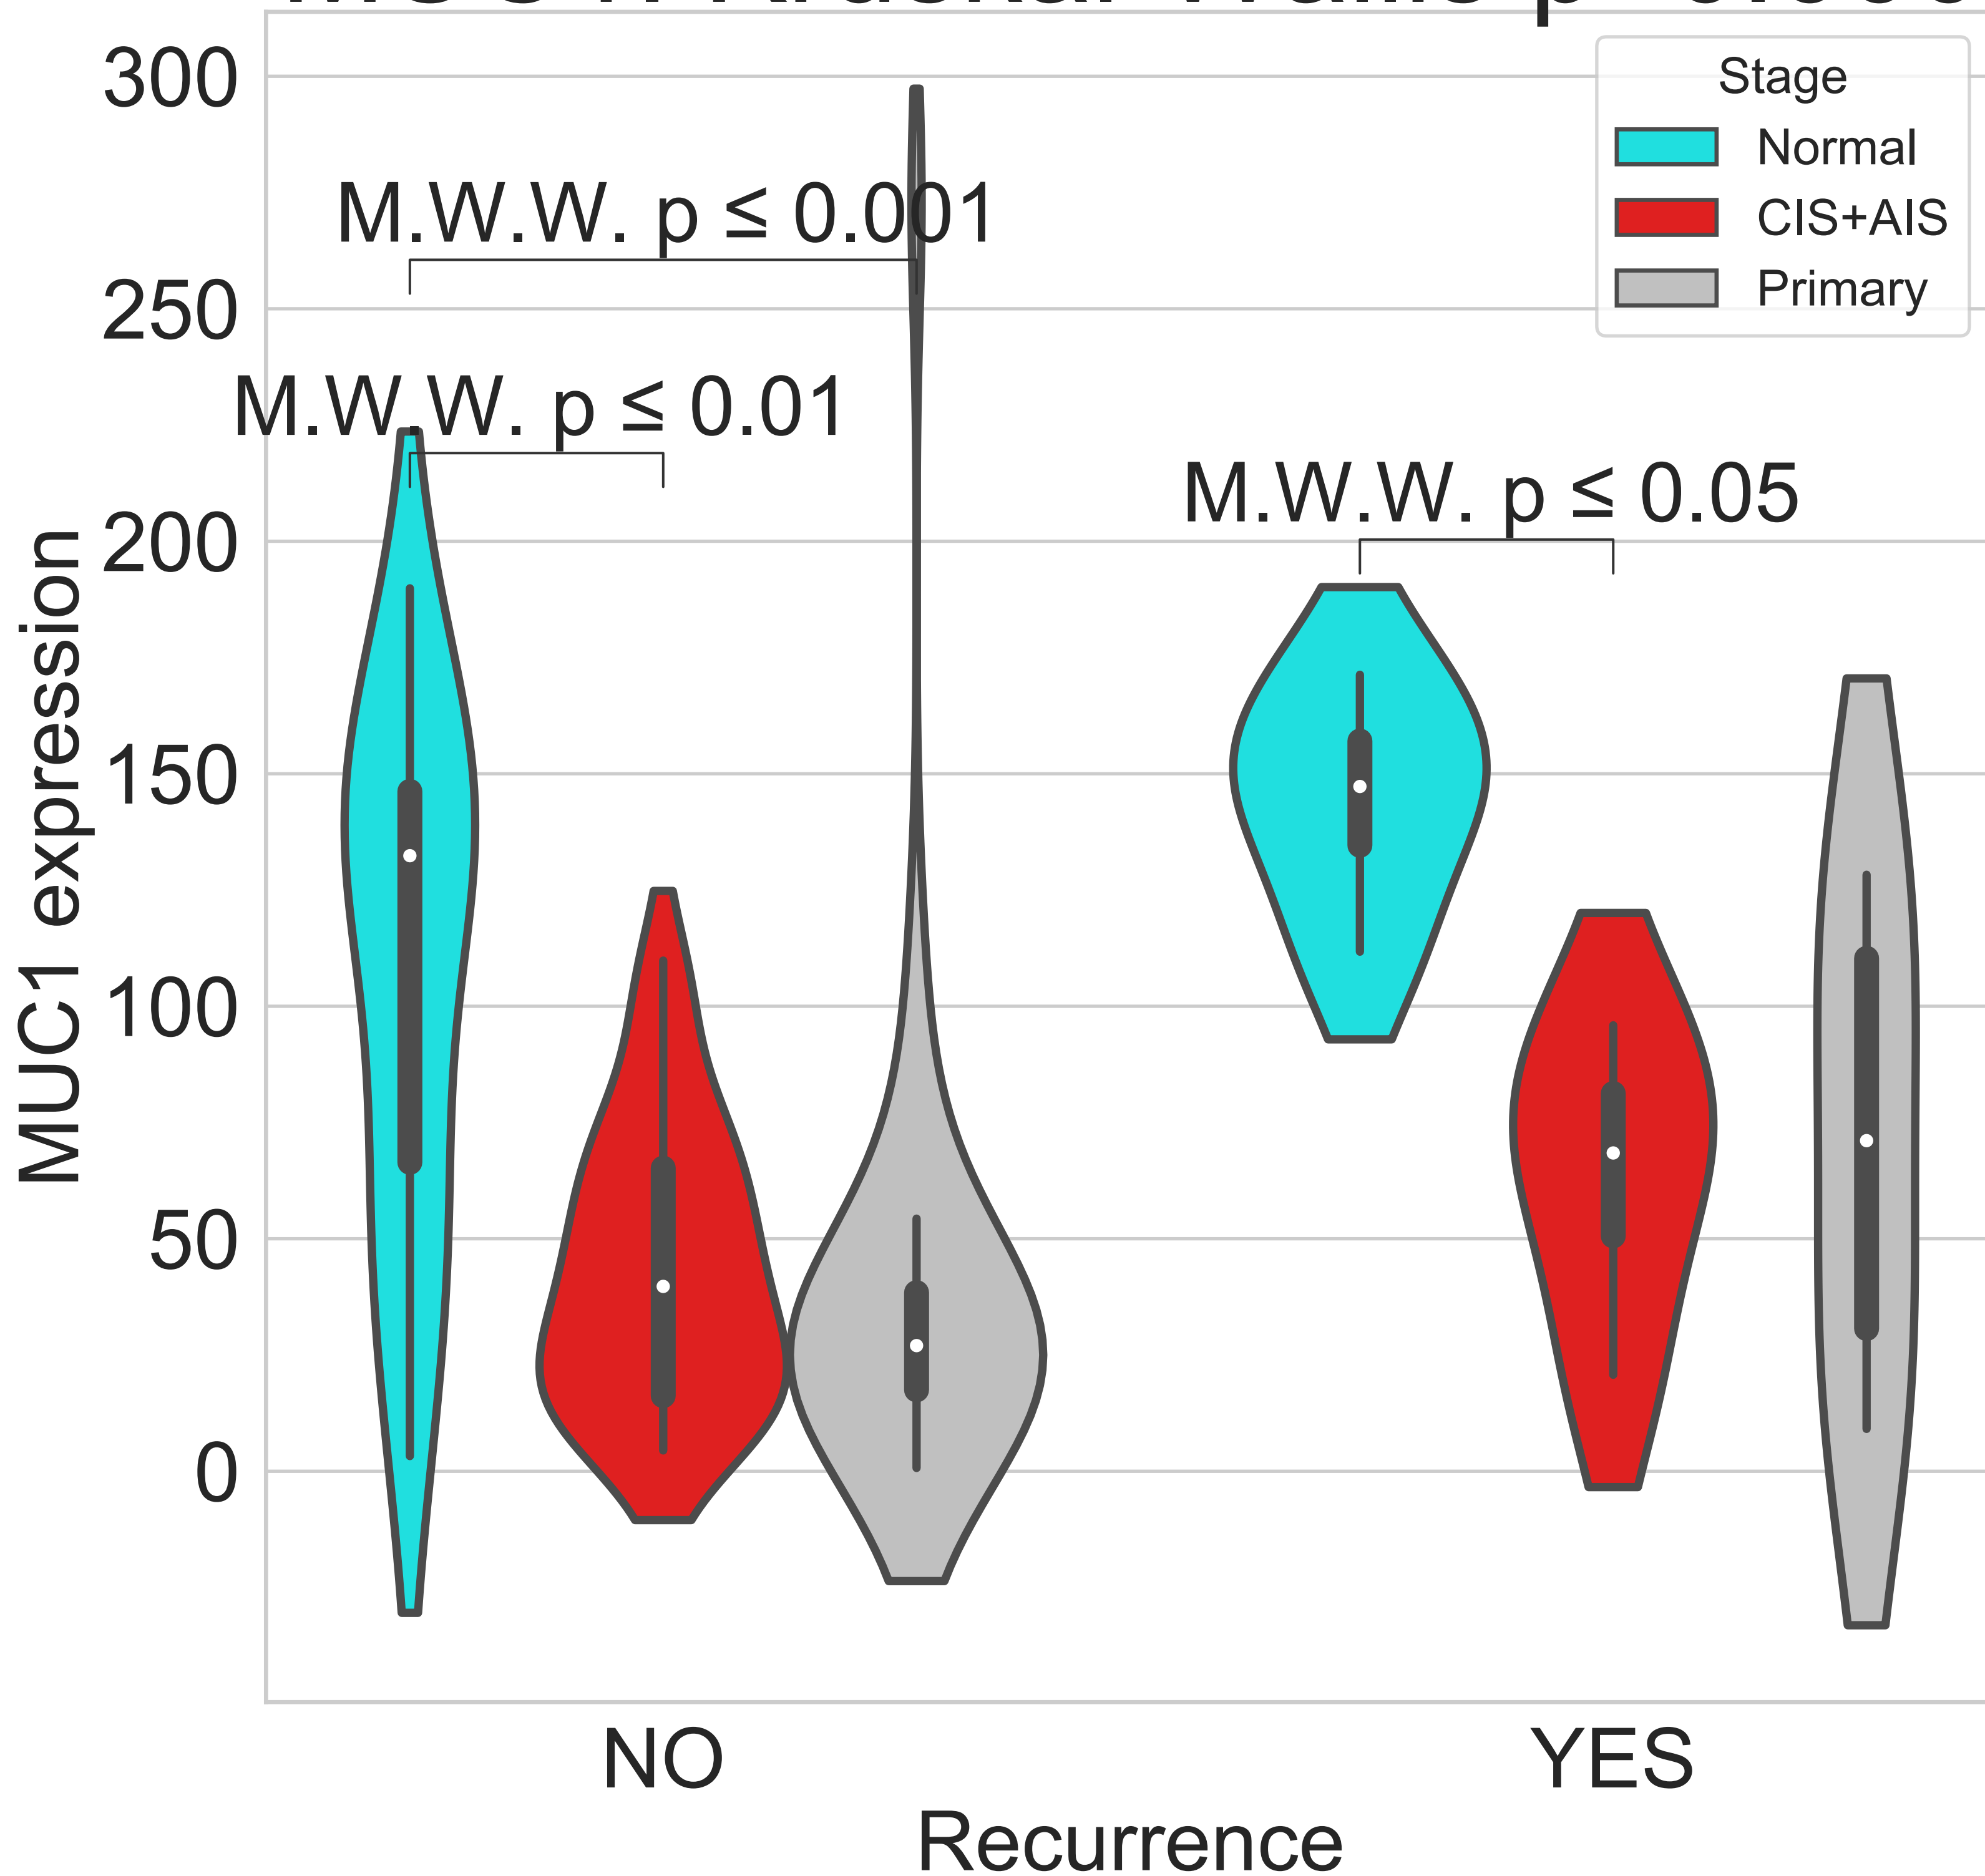 Stage
Normal
CIS+AIS
Primary
300
250
200
150
100
50
0
MUC1 expression
M.W.W. p ≤ 0.001
M.W.W. p ≤ 0.01
M.W.W. p ≤ 0.05
NO
YES
Recurrence